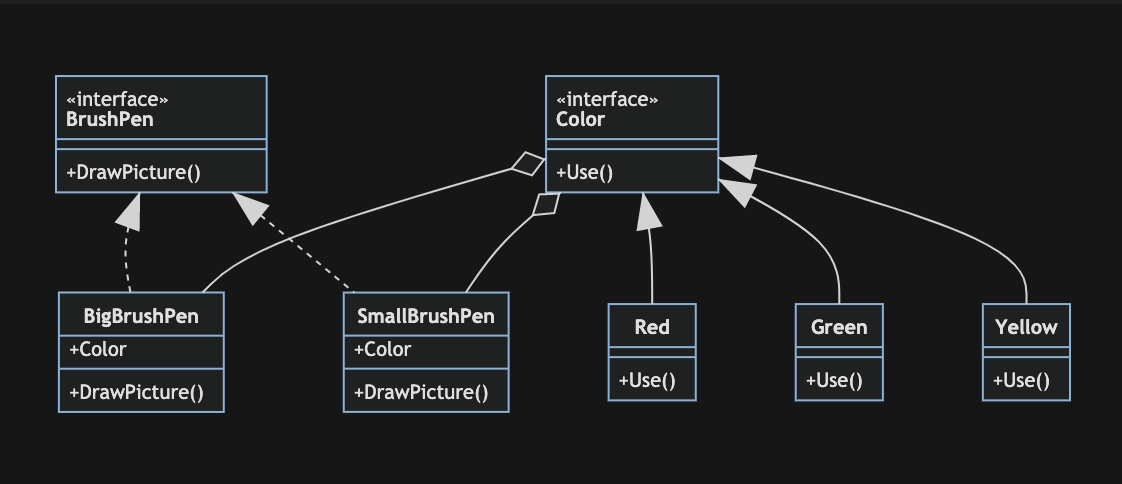 «interface»
BrushPen
+DrawPicture()
«interface»
Color
+Use()
BigBrushPen
+Color
+DrawPicture()
SmallBrushPen
+Color
+DrawPicture()
Red
+Use()
Green
+Use()
Yellow
+Use()